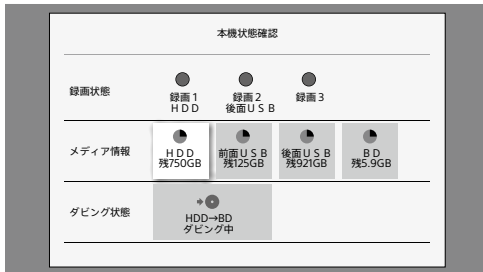 本機状態確認
録画状態
録画1
HDD
録画2
後面USB
録画3
メディア情報
HDD
残750GB
前面USB
残125GB
後面USB
残921GB
BD
残5.9GB
ダビング状態
HDD→BD
ダビング中